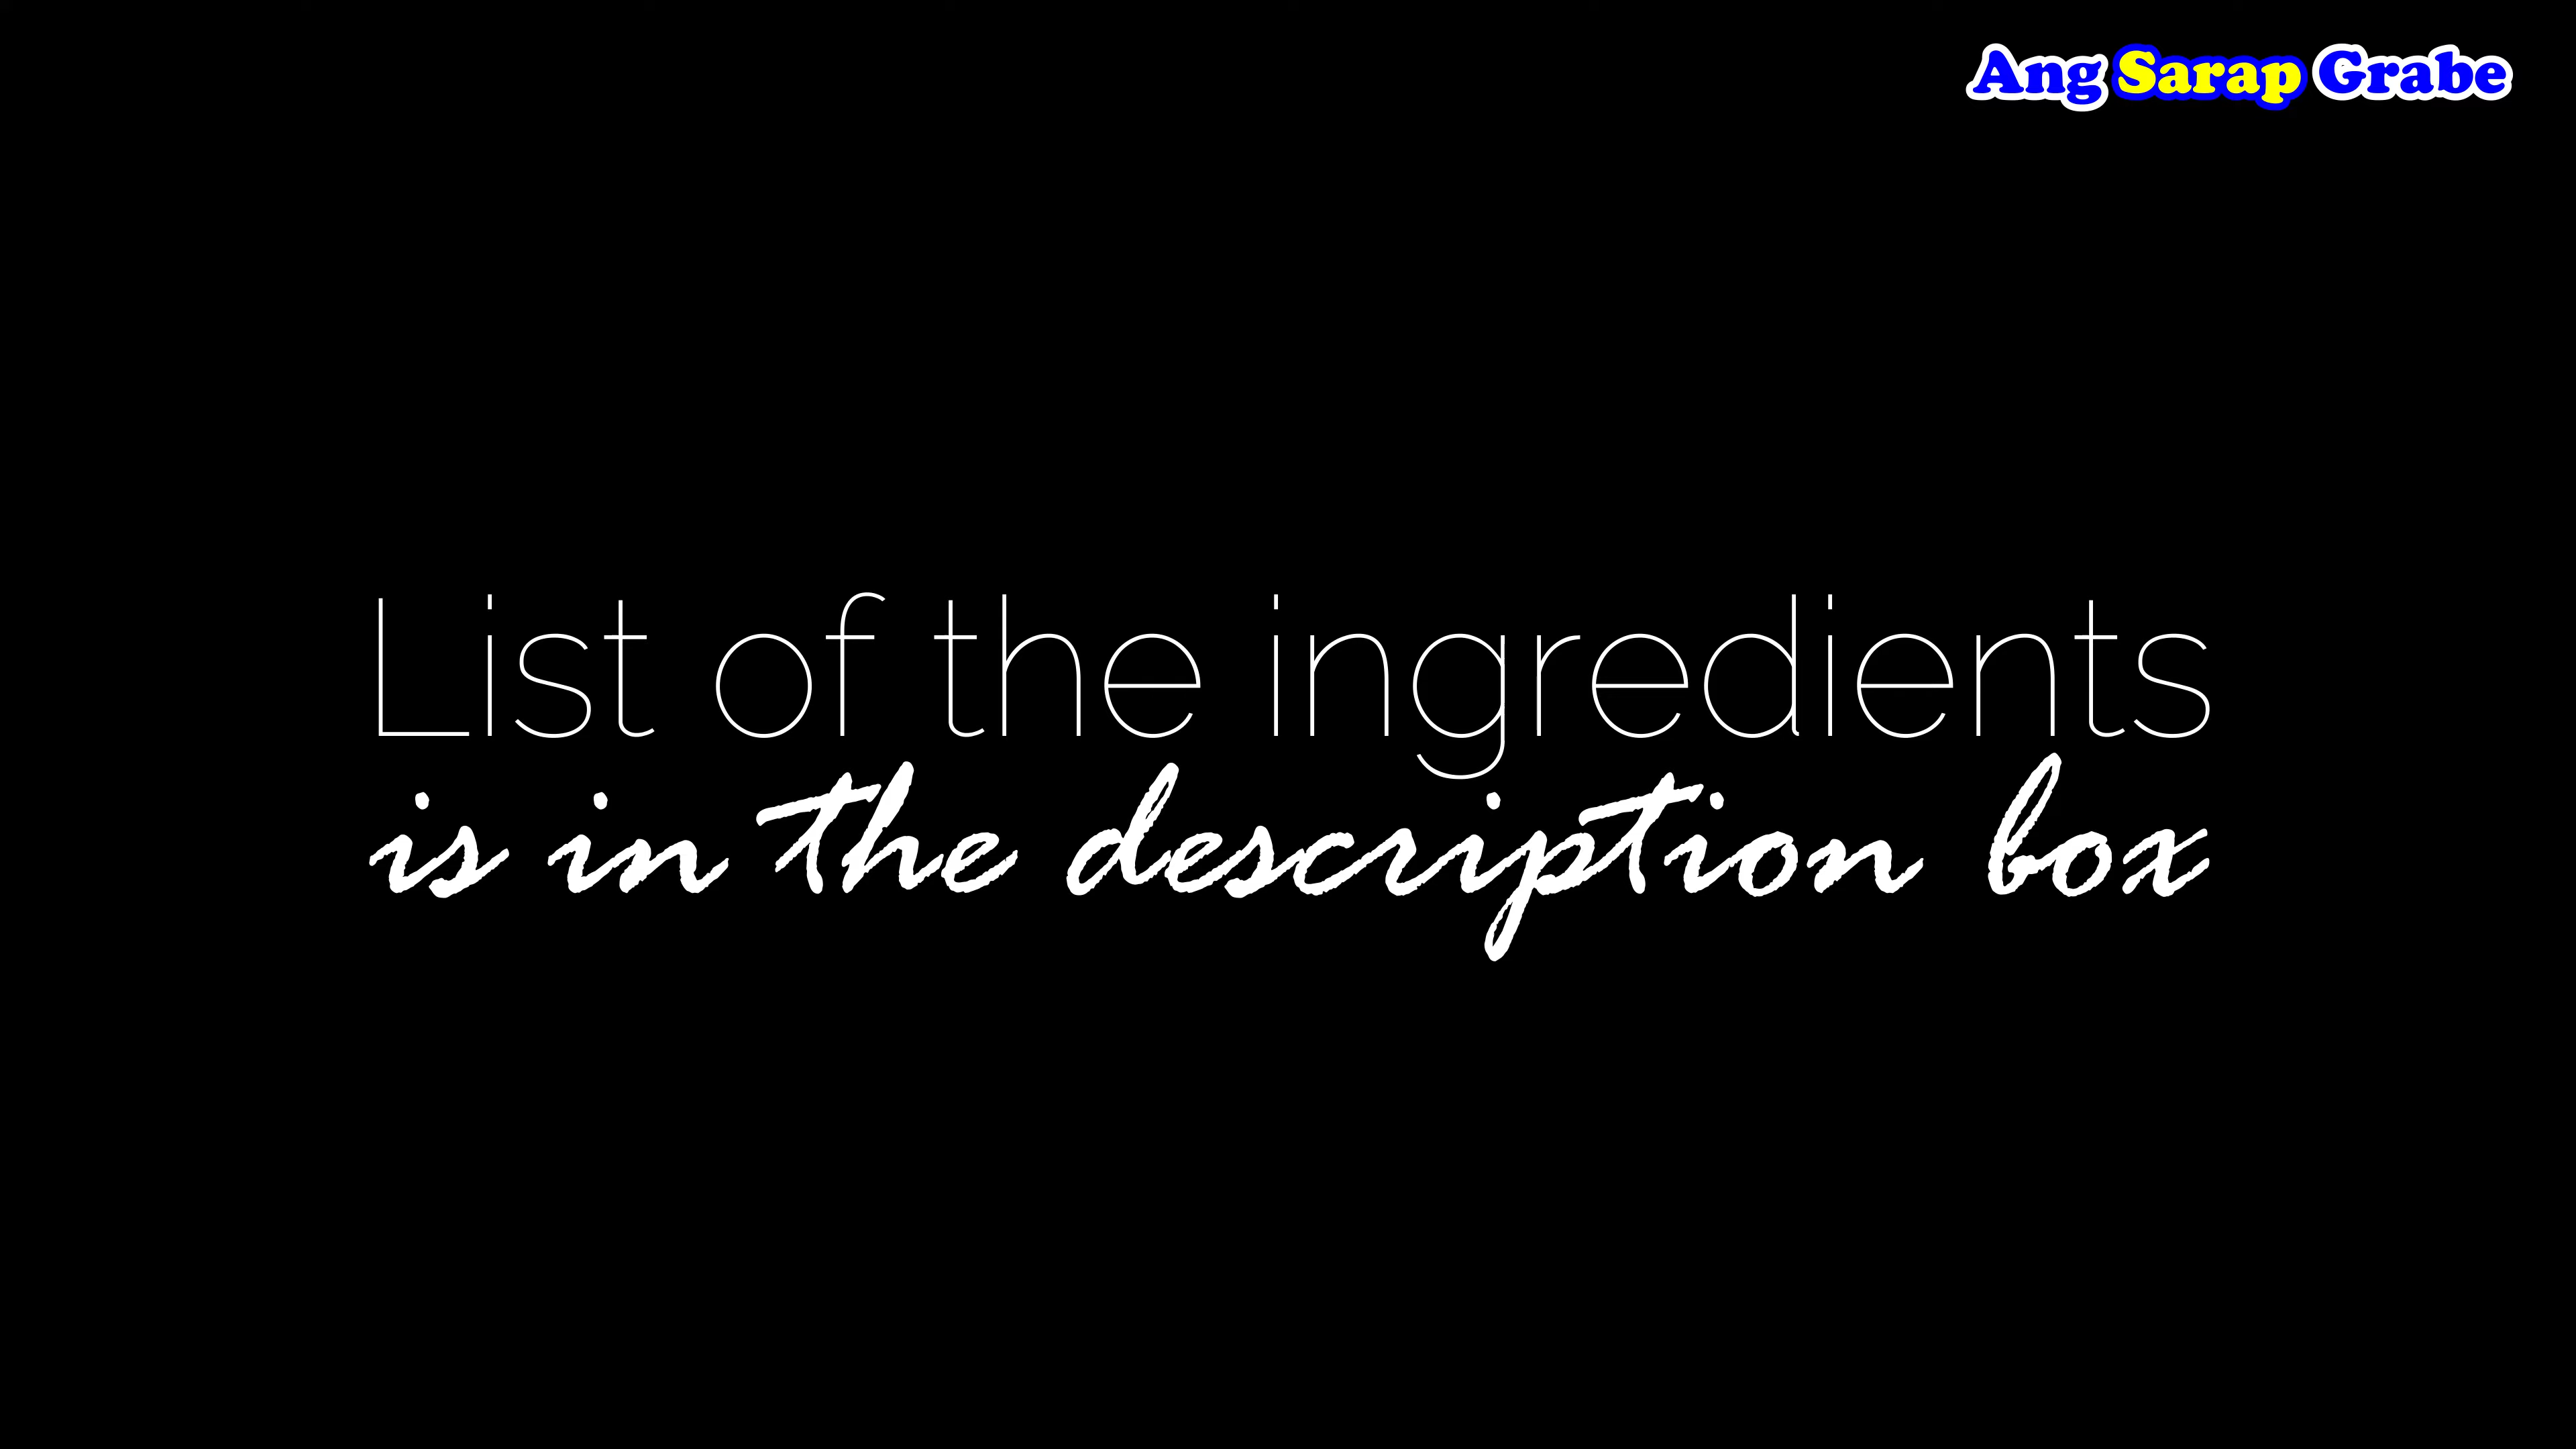 Ang Sarap Grabe
List of the ingredients
is in the description box